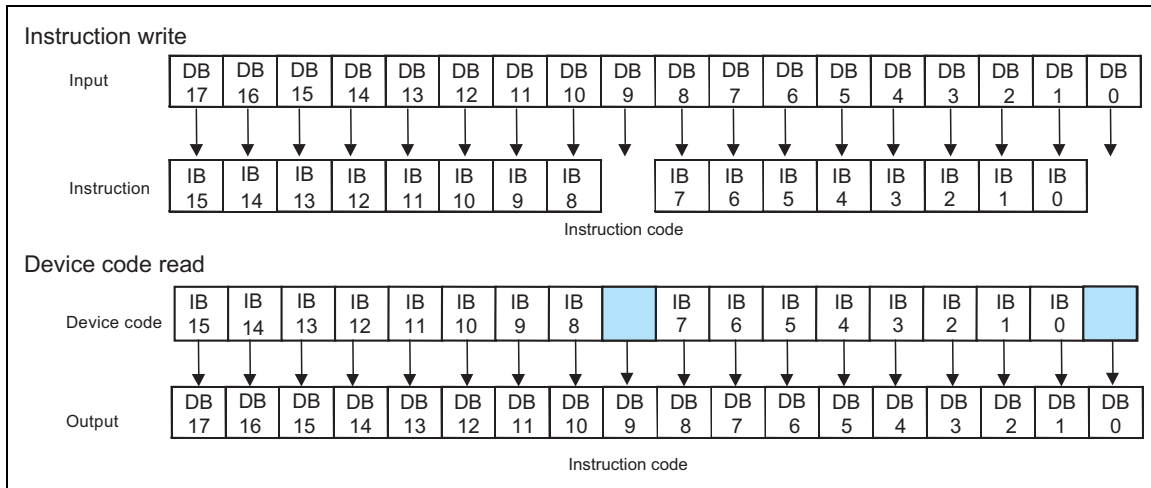 Instruction write
Input DB 17 DB 16 DB 15 DB 14 DB 13 DB 12 DB 11 DB 10 DB 9 DB 8 DB 7 DB 6 DB 5 DB 4 DB 3 DB 2 DB 1 DB 0
Instruction IB 15 IB 14 IB 13 IB 12 IB 11 IB 10 IB 9 IB 8 IB 7 IB 6 IB 5 IB 4 IB 3 IB 2 IB 1 IB 0
Instruction code
Device code read
Device code IB 15 IB 14 IB 13 IB 12 IB 11 IB 10 IB 9 IB 8 IB 7 IB 6 IB 5 IB 4 IB 3 IB 2 IB 1 IB 0
Output DB 17 DB 16 DB 15 DB 14 DB 13 DB 12 DB 11 DB 10 DB 9 DB 8 DB 7 DB 6 DB 5 DB 4 DB 3 DB 2 DB 1 DB 0
Instruction code